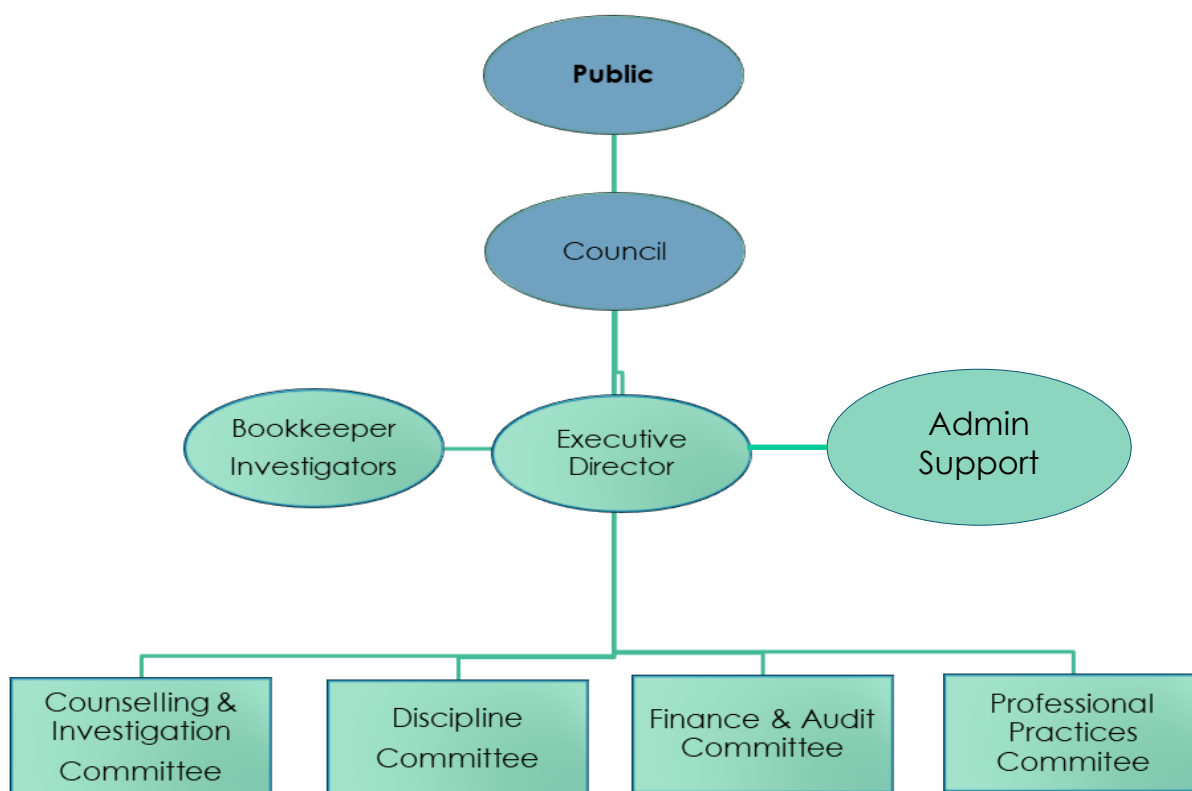 Public
Council
Bookkeeper
Investigators
Executive
Director
Admin
Support
Counselling &
Investigation
Committee
Discipline
Committee
Finance & Audit
Committee
Professional
Practices
Commitee